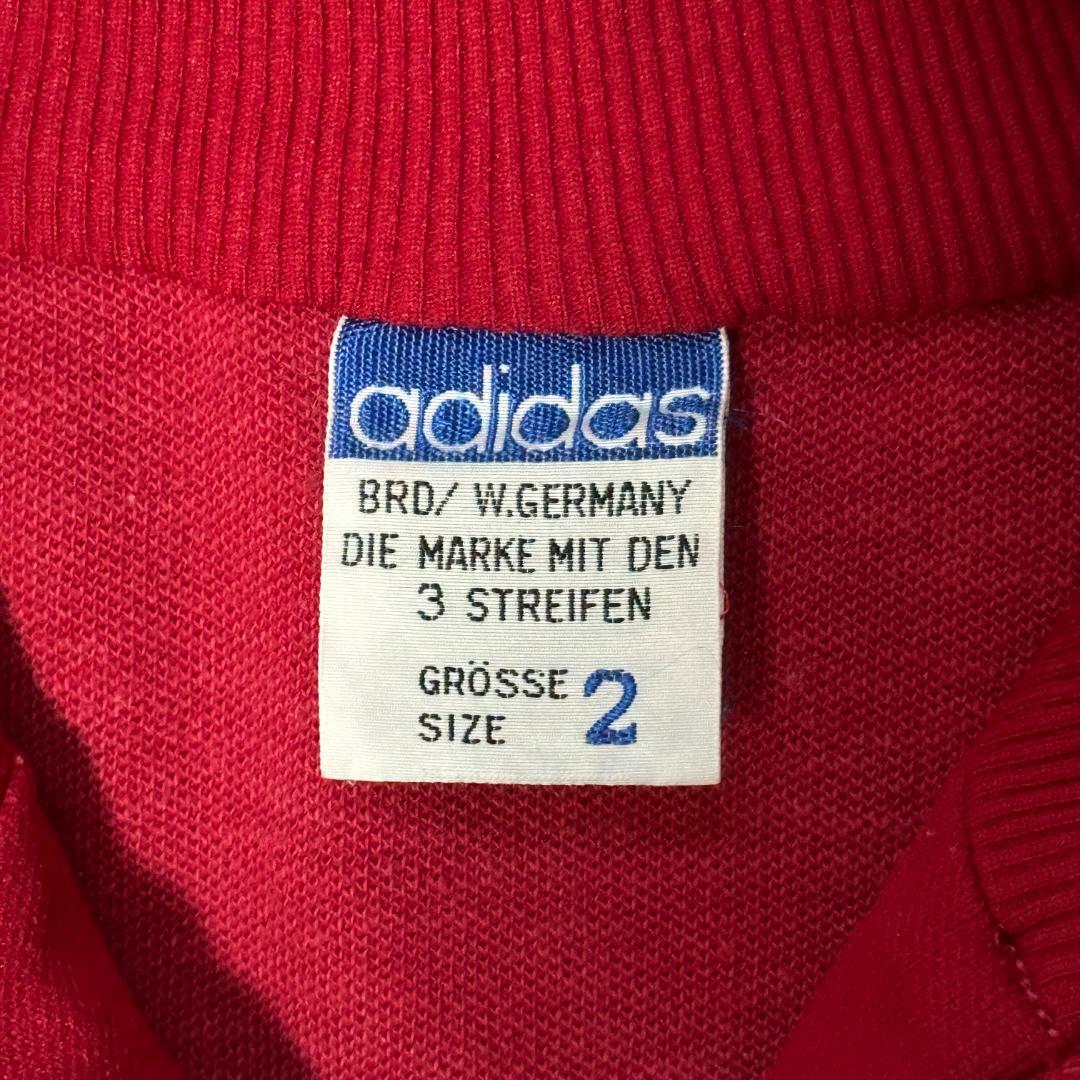 adidas
BRD/ W.GERMANY
DIE MARKE MIT DEN
3 STREIFEN
GRÖSSE 2
SIZE